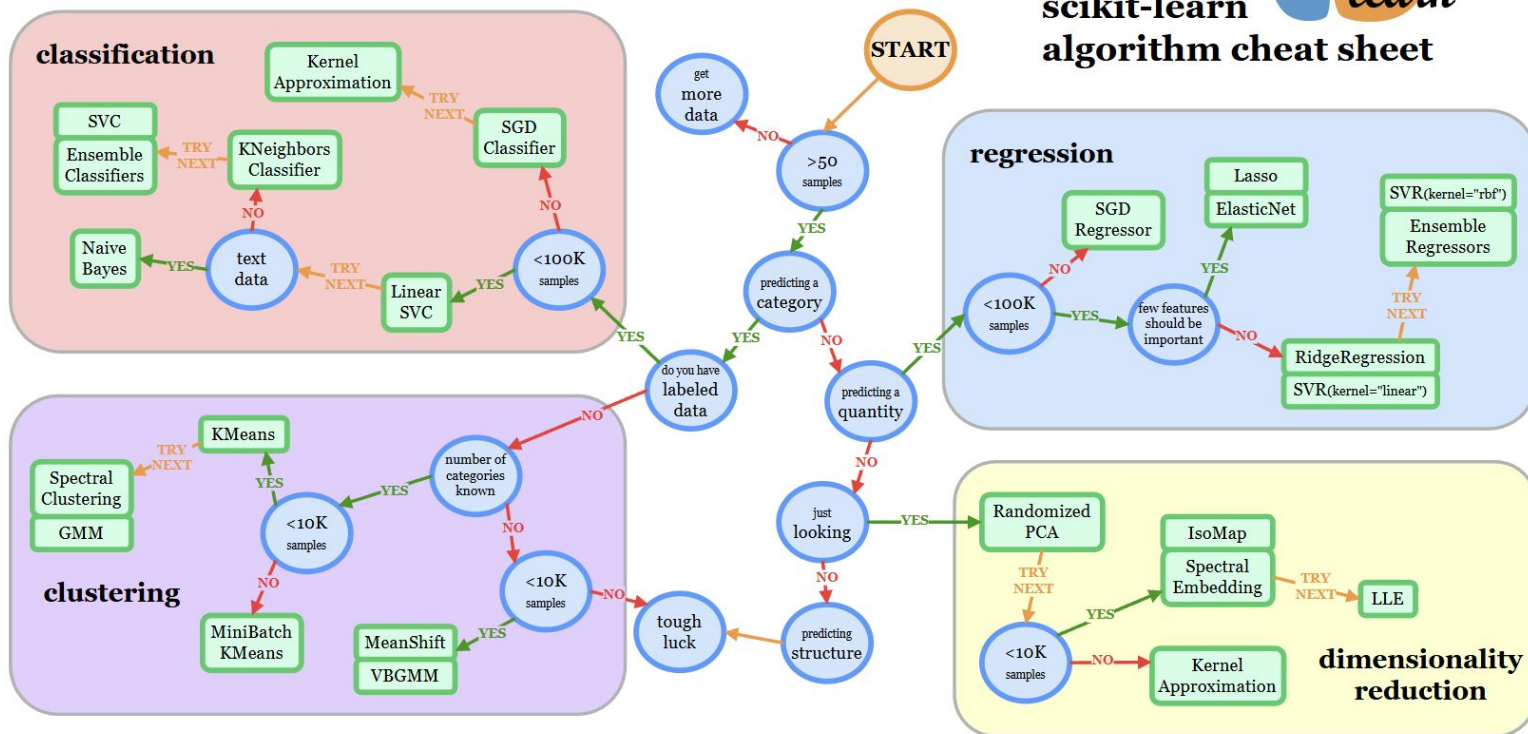 scikit-learn
algorithm cheat sheet
learn
START
get
more
data
NO
>50
samples
YES
predicting a
category
YES
NO
do you have
labeled
data
YES
NO
predicting a
quantity
YES
NO
just
looking
YES
NO
predicting
structure
tough
luck
classification
Kernel
Approximation
TRY
NEXT
SGD
Classifier
NO
SVC
Ensemble
Classifiers
TRY
NEXT
KNeighbors
Classifier
NO
Naive
Bayes
YES
text
data
TRY
NEXT
Linear
SVC
YES
<100K
samples
regression
SGD
Regressor
NO
<100K
samples
YES
few features
should be
important
YES
Lasso
ElasticNet
NO
RidgeRegression
SVR(kernel="linear")
TRY
NEXT
SVR(kernel="rbf")
Ensemble
Regressors
clustering
number of
categories
known
YES
NO
<10K
samples
YES
KMeans
TRY
NEXT
Spectral
Clustering
GMM
NO
MiniBatch
KMeans
<10K
samples
YES
MeanShift
VBGMM
NO
dimensionality
reduction
Randomized
PCA
TRY
NEXT
<10K
samples
YES
IsoMap
Spectral
Embedding
TRY
NEXT
LLE
NO
Kernel
Approximation